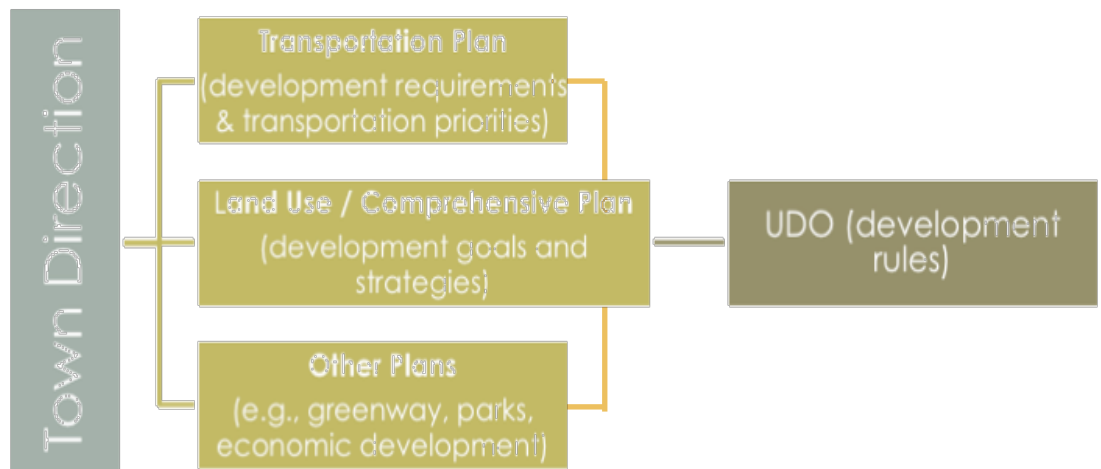 Town Direction
Transportation Plan
(development requirements
& transportation priorities)
Land Use / Comprehensive Plan
(development goals and
strategies)
Other Plans
(e.g., greenway, parks,
economic development)
UDO (development
rules)